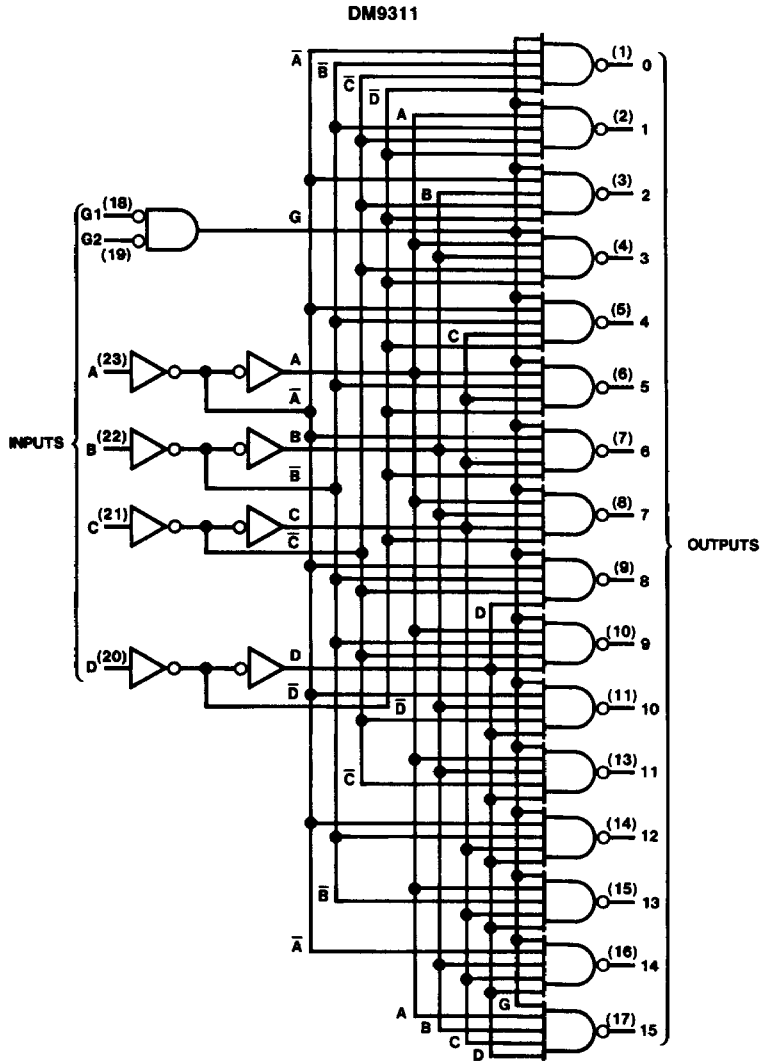 DM9311
A̅
(1) 0
B̅
C̅
D̅
A
(2) 1
(3) 2
B
G1 (18)
G
G2
(19)
(4) 3
(5) 4
C
A (23)
A
(6) 5
A̅
INPUTS
B (22)
B
(7) 6
B̅
C (21)
C
(8) 7
C̅
OUTPUTS
(9) 8
D
(10) 9
D (20)
D
D̅
D̅
(11) 10
C̅
(13) 11
(14) 12
B̅
(15) 13
A̅
(16) 14
G
A
B
(17) 15
C
D